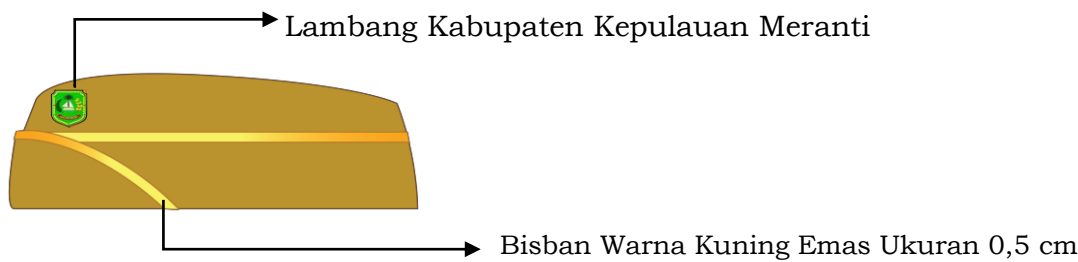 Lambang Kabupaten Kepulauan Meranti
Bisban Warna Kuning Emas Ukuran 0,5 cm